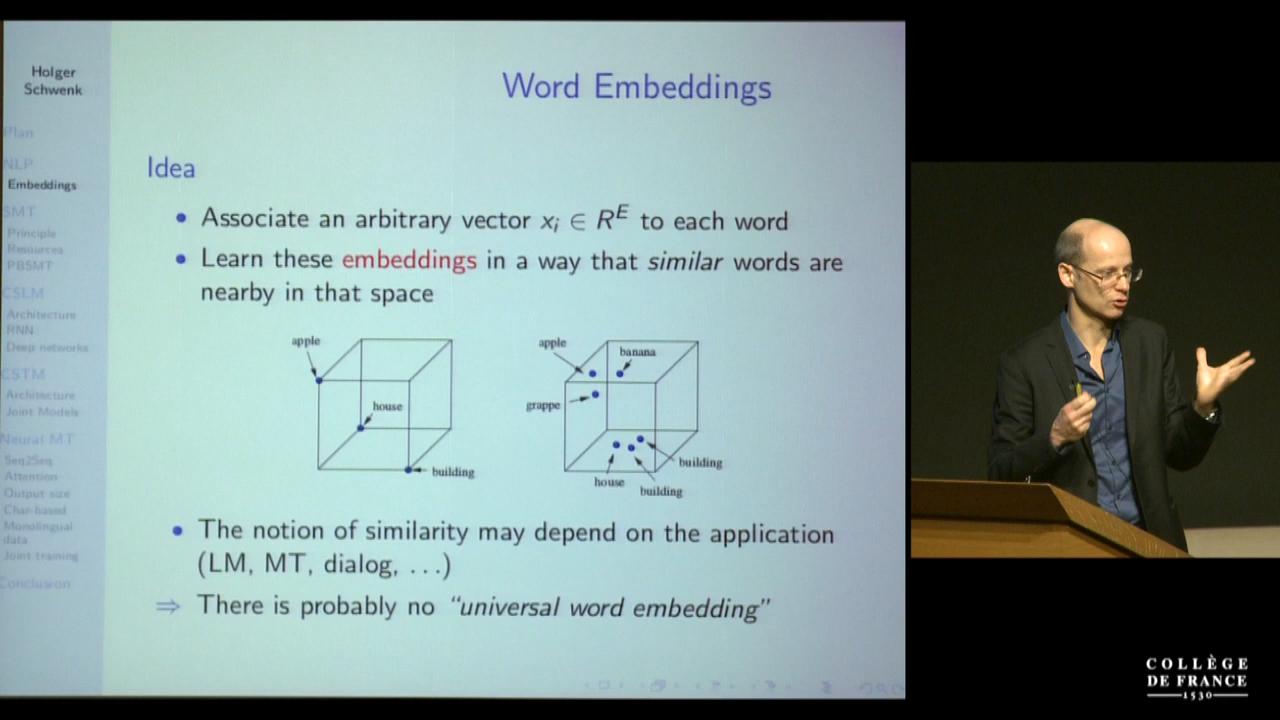 Holger
Schwenk
Plan
NLP
Embeddings
SMT
Principle
Resources
PBSMT
CSLM
Architecture
RNN
Deep networks
CSTM
Architecture
Joint Models
Neural MT
Seq2Seq
Attention
Output size
Char-based
Monolingual
data
Joint training
Conclusion
Word Embeddings
Idea
• Associate an arbitrary vector xᵢ ∈ Rᴱ to each word
• Learn these embeddings in a way that similar words are
nearby in that space
apple
house
building
apple
banana
grappe
building
house
building
• The notion of similarity may depend on the application
(LM, MT, dialog, ...)
⇒ There is probably no “universal word embedding”
COLLÈGE
DE FRANCE
1530